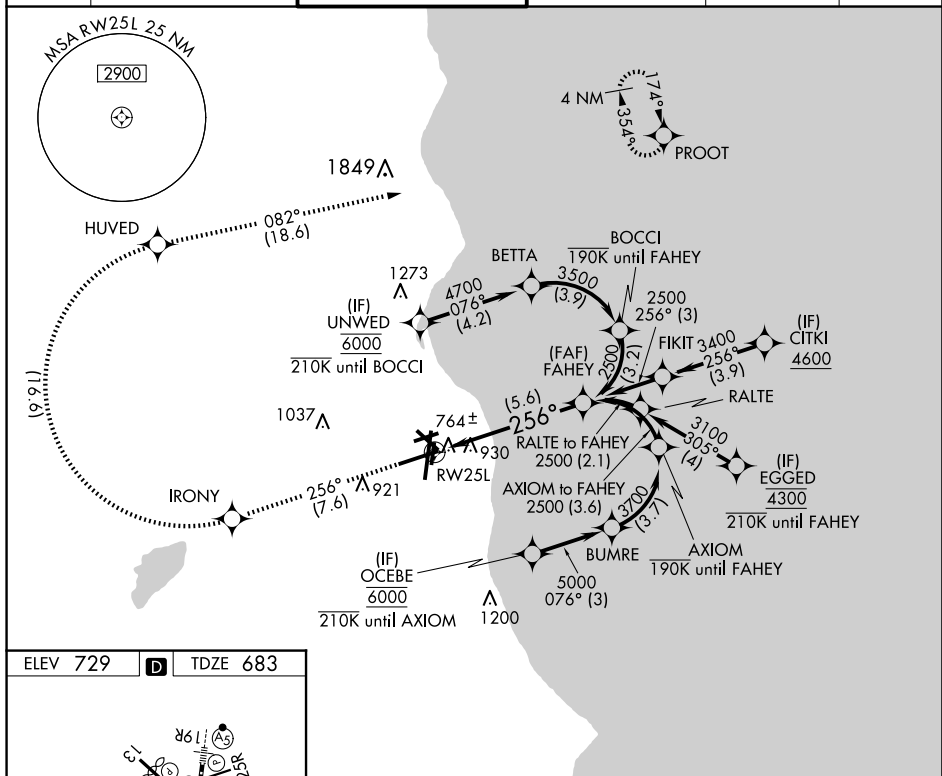 MSA RW25L 25 NM
2900
4 NM
174°
354°
PROOT
1849
HUVED
082°
(18.6)
BOCCI
190K until FAHEY
BETTA
1273
4700
076°
(4.2)
3500
(3.9)
2500
256° (3)
(IF)
UNWED
6000
210K until BOCCI
(IF)
CITKI
4600
3400
256°
(3.9)
FIKIT
2500
(3.2)
(FAF)
FAHEY
RALTE
(16.6)
(5.6)
256°
1037
764±
930
RW25L
RALTE to FAHEY
2500 (2.1)
3100
305°
(4)
(IF)
EGGED
4300
210K until FAHEY
AXIOM to FAHEY
2500 (3.6)
IRONY
256°
(7.6)
921
3700
(3.7)
BUMRE
AXIOM
190K until FAHEY
(IF)
OCEBE
6000
210K until AXIOM
5000
076° (3)
1200
ELEV 729
D
TDZE 683
19R
A5
P
25R
13
P